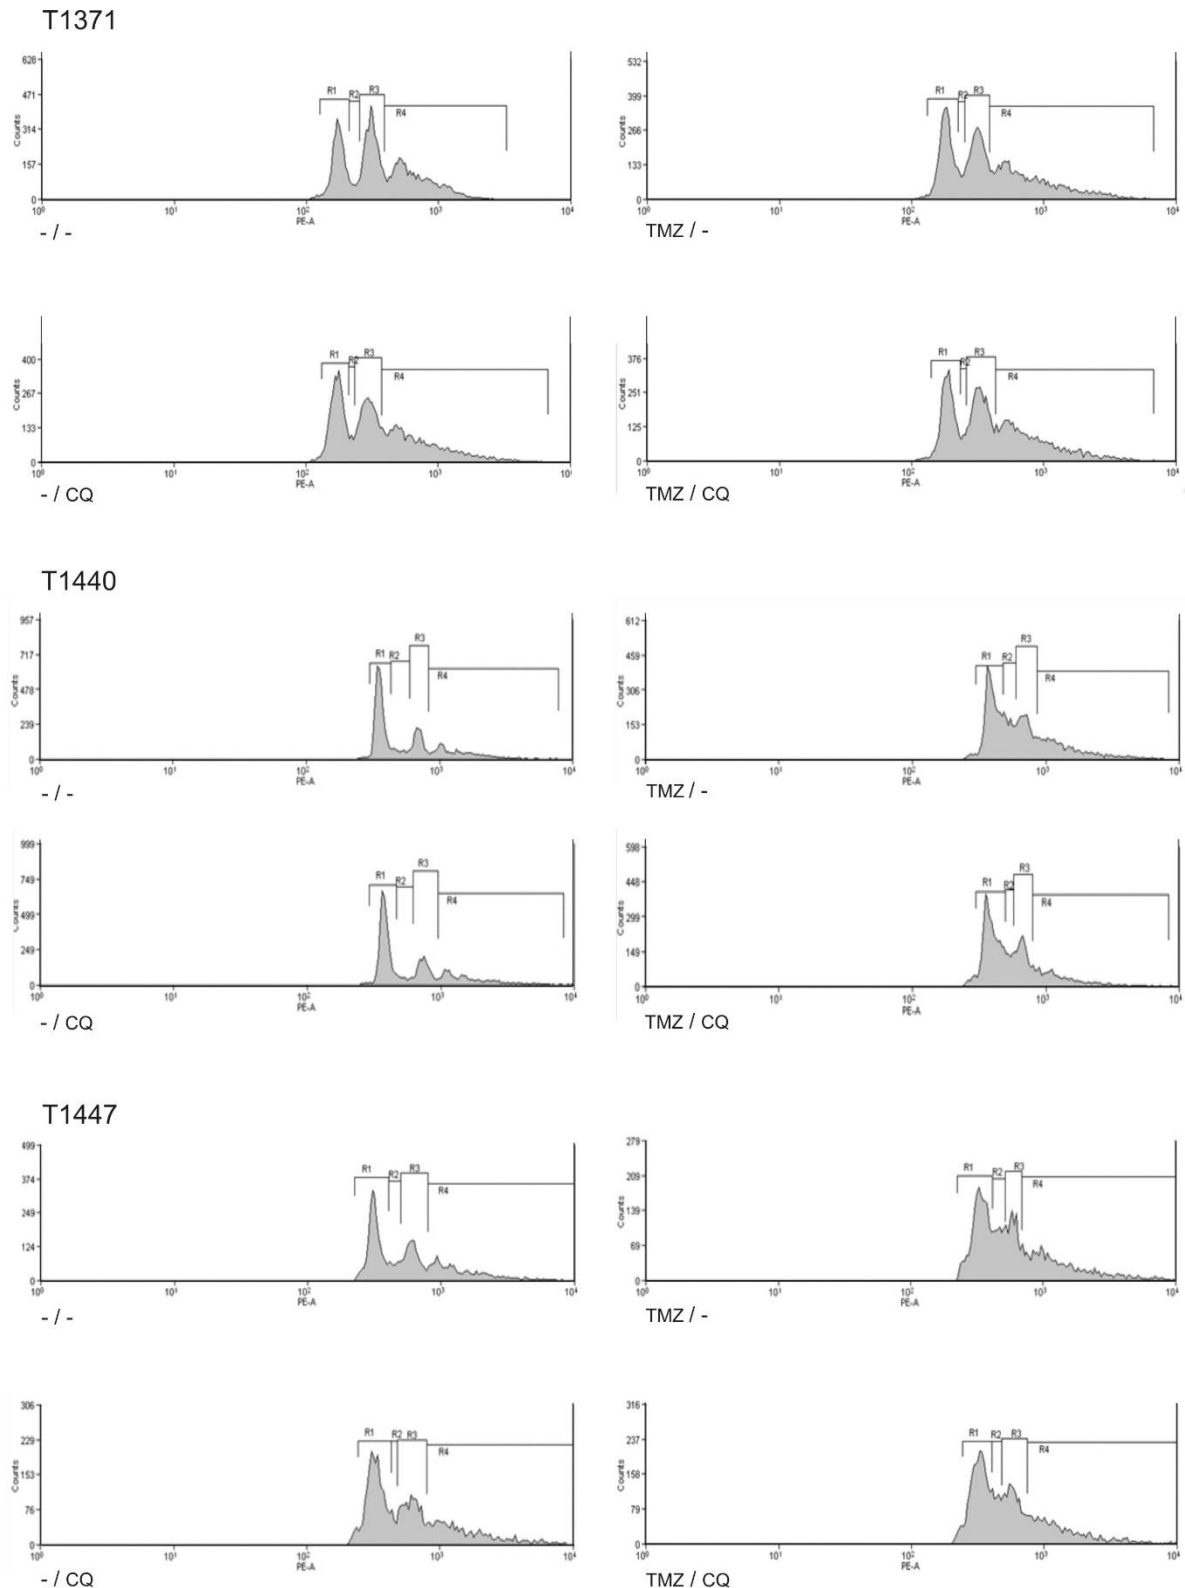 T1371
628
471
314
157
0
Counts
R1 R2 R3 R4
10⁰ 10¹ 10² 10³ 10⁴
PE-A
- / -
532
399
266
133
0
Counts
R1 R2 R3 R4
10⁰ 10¹ 10² 10³ 10⁴
PE-A
TMZ / -
400
267
133
0
Counts
R1 R2 R3 R4
10⁰ 10¹ 10² 10³ 10⁴
PE-A
- / CQ
376
251
125
0
Counts
R1 R2 R3 R4
10⁰ 10¹ 10² 10³ 10⁴
PE-A
TMZ / CQ
T1440
957
717
478
239
0
Counts
R1 R2 R3 R4
10⁰ 10¹ 10² 10³ 10⁴
PE-A
- / -
612
459
306
153
0
Counts
R1 R2 R3 R4
10⁰ 10¹ 10² 10³ 10⁴
PE-A
TMZ / -
999
749
499
249
0
Counts
R1 R2 R3 R4
10⁰ 10¹ 10² 10³ 10⁴
PE-A
- / CQ
598
448
299
149
0
Counts
R1 R2 R3 R4
10⁰ 10¹ 10² 10³ 10⁴
PE-A
TMZ / CQ
T1447
499
374
249
124
0
Counts
R1 R2 R3 R4
10⁰ 10¹ 10² 10³ 10⁴
PE-A
- / -
279
209
139
69
0
Counts
R1 R2 R3 R4
10⁰ 10¹ 10² 10³ 10⁴
PE-A
TMZ / -
306
229
153
76
0
Counts
R1 R2 R3 R4
10⁰ 10¹ 10² 10³ 10⁴
PE-A
- / CQ
316
237
158
79
0
Counts
R1 R2 R3 R4
10⁰ 10¹ 10² 10³ 10⁴
PE-A
TMZ / CQ